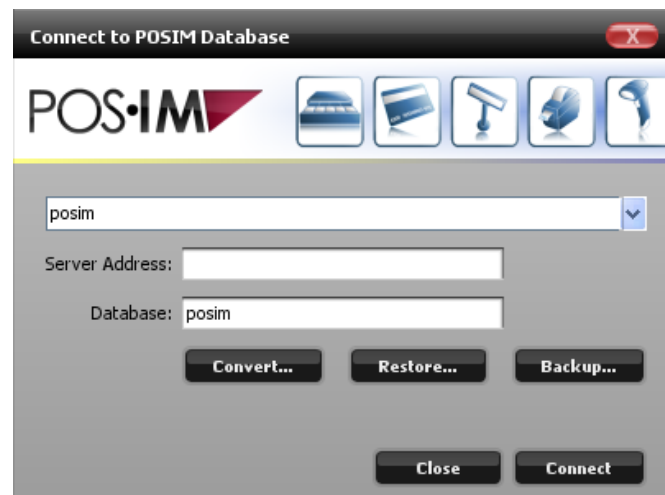 Connect to POSIM Database
X
POS•IM
posim
Server Address:
Database: posim
Convert... Restore... Backup...
Close Connect